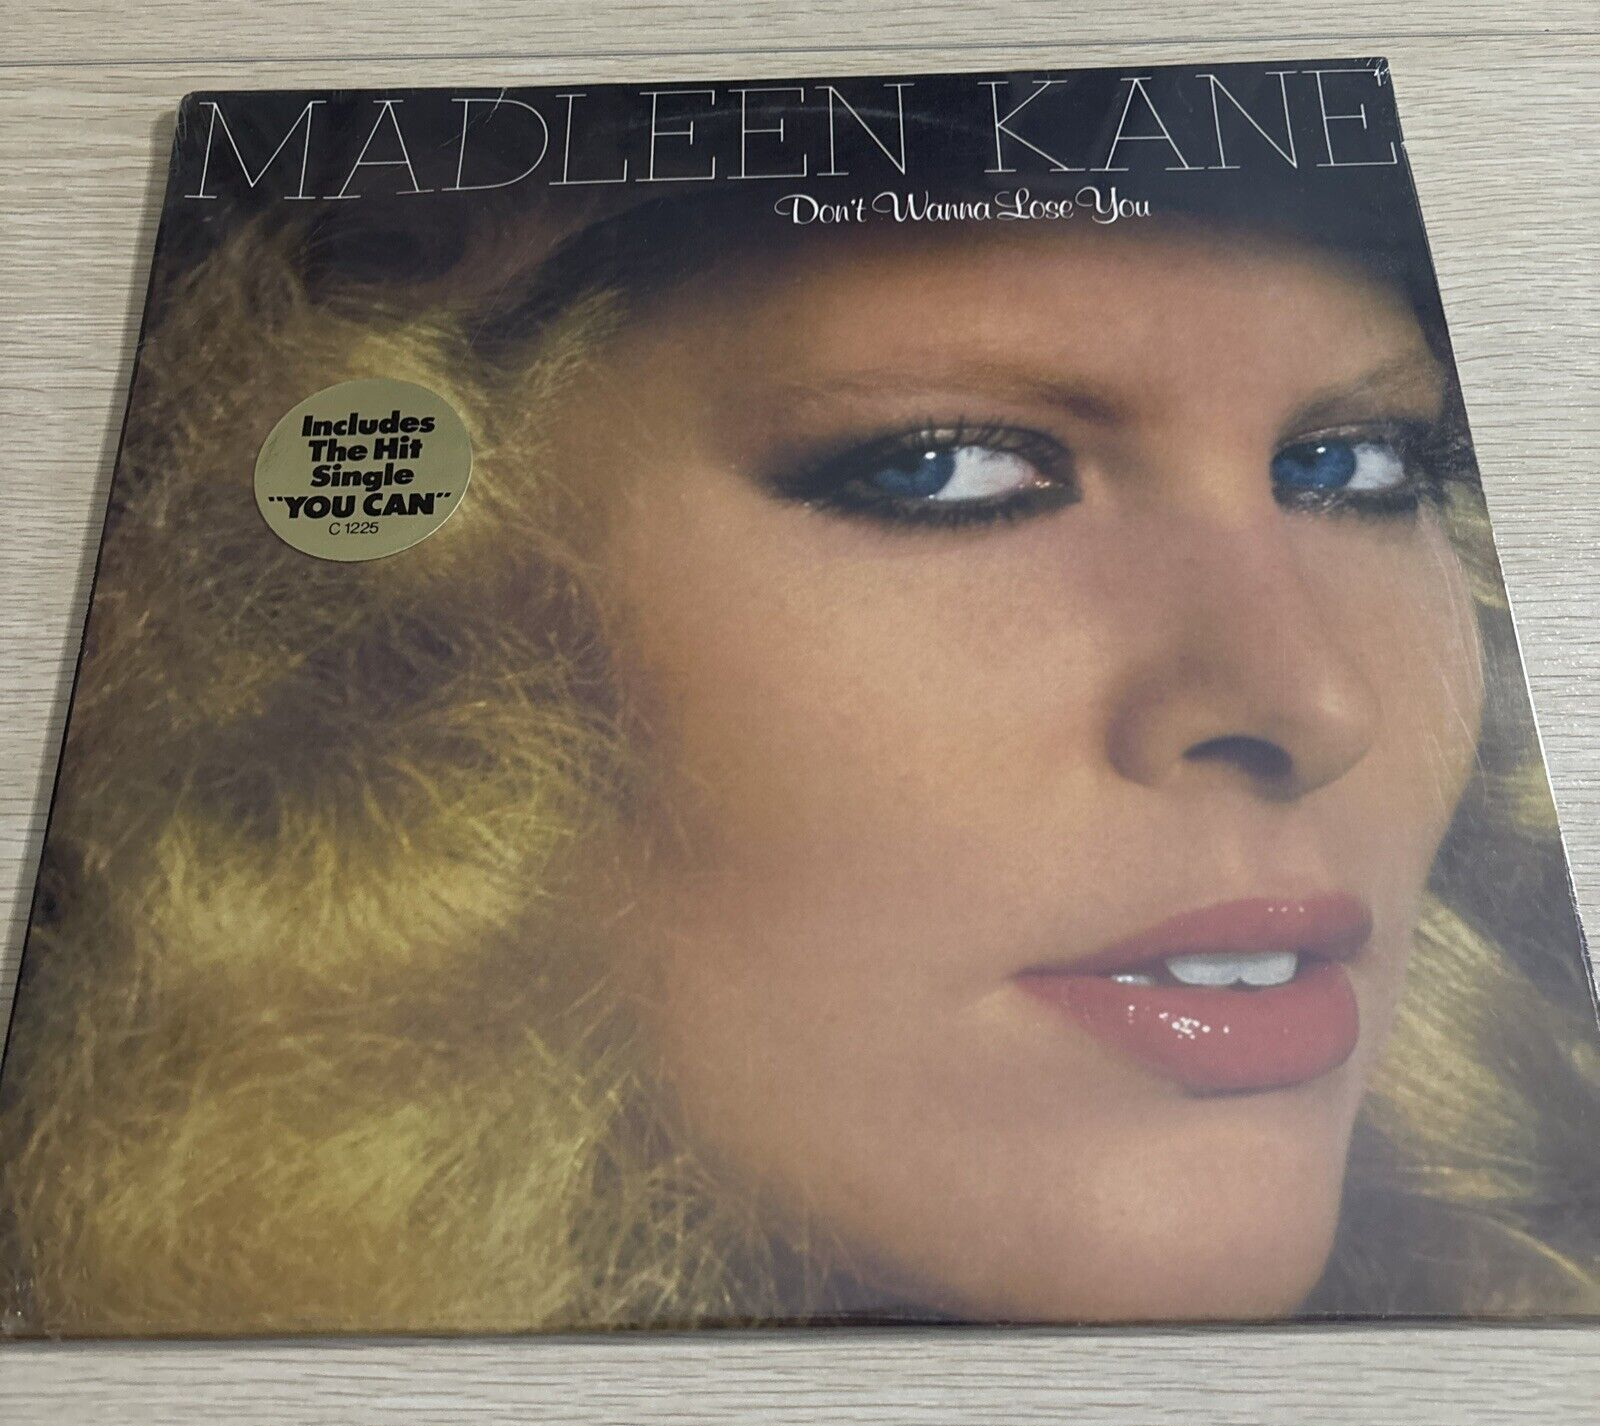 MADLEEN KANE
Don't Wanna Lose You
Includes
The Hit
Single
"YOU CAN"
C 1225